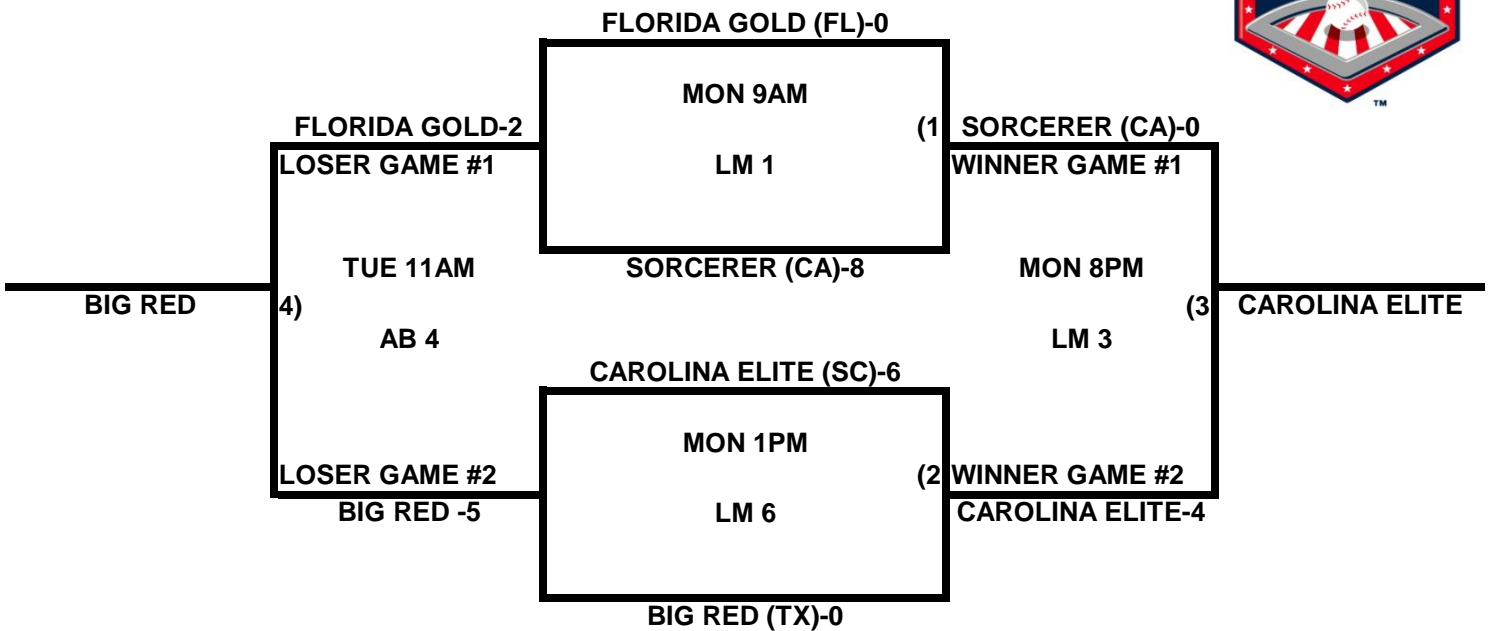 FLORIDA GOLD (FL)-0
MON 9AM
FLORIDA GOLD-2
(1
SORCERER (CA)-0
LOSER GAME #1
LM 1
WINNER GAME #1
TUE 11AM
SORCERER (CA)-8
MON 8PM
BIG RED
4)
(3
CAROLINA ELITE
AB 4
LM 3
CAROLINA ELITE (SC)-6
MON 1PM
LOSER GAME #2
(2
WINNER GAME #2
BIG RED -5
LM 6
CAROLINA ELITE-4
BIG RED (TX)-0
TM